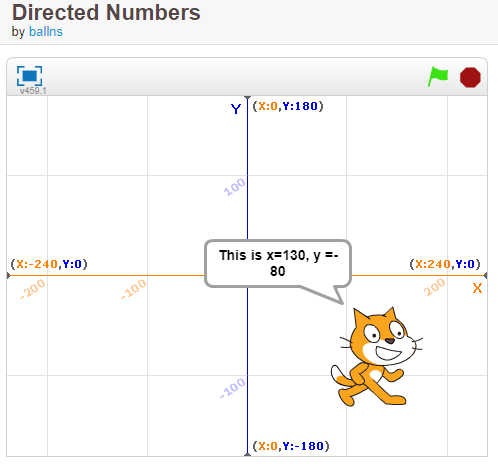 Directed Numbers
by ballns
v459.1
Y
(X:0,Y:180)
100
This is x=130, y =-
80
(X:-240,Y:0)
(X:240,Y:0)
-200
-100
200
X
-100
(X:0,Y:-180)